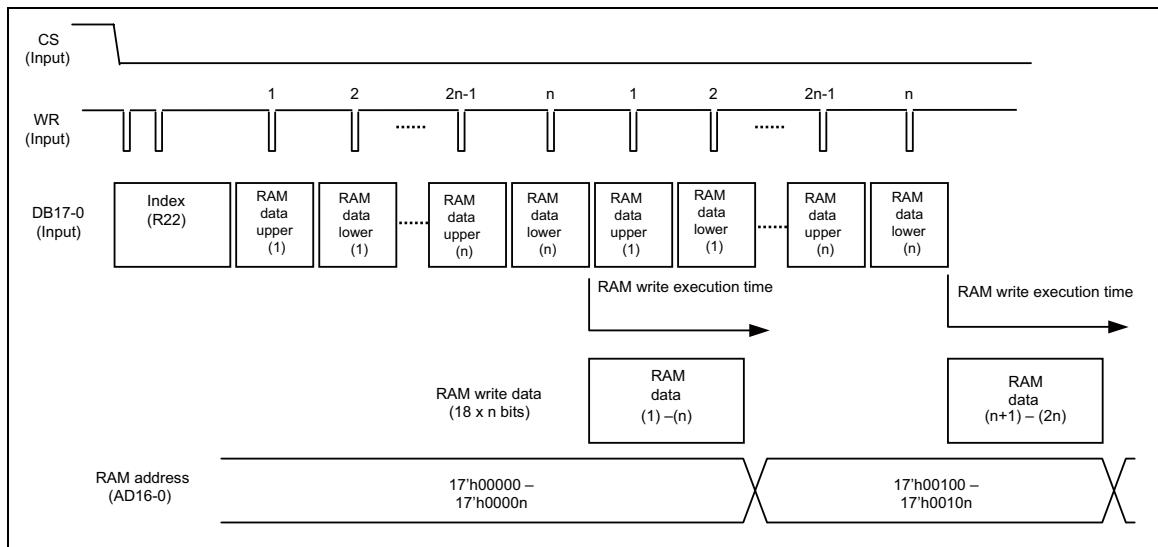 CS
(Input)
1 2 2n-1 n 1 2 2n-1 n
WR
(Input)
DB17-0
(Input)
Index
(R22)
RAM
data
upper
(1)
RAM
data
lower
(1)
RAM
data
upper
(n)
RAM
data
lower
(n)
RAM
data
upper
(1)
RAM
data
lower
(1)
RAM
data
upper
(n)
RAM
data
lower
(n)
RAM write execution time
RAM write execution time
RAM write data
(18 x n bits)
RAM
data
(1) –(n)
RAM
data
(n+1) – (2n)
RAM address
(AD16-0)
17'h00000 –
17'h0000n
17'h00100 –
17'h0010n